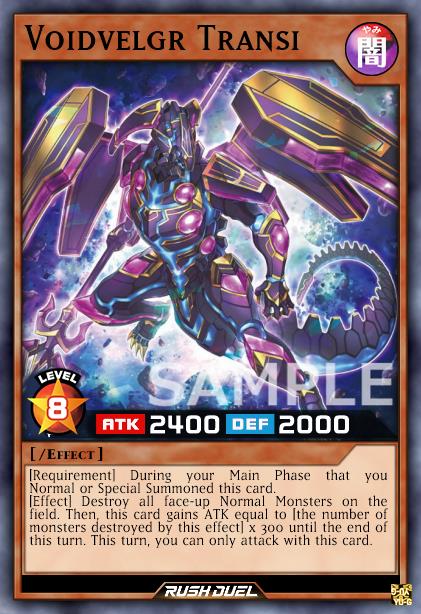 Voidvelgr Transi
やみ
闇
SAMPLE
LEVEL
8
ATK 2400 DEF 2000
[/Effect]
[Requirement] During your Main Phase that you
Normal or Special Summoned this card.
[Effect] Destroy all face-up Normal Monsters on the
field. Then, this card gains ATK equal to [the number of
monsters destroyed by this effect] x 300 until the end of
this turn. This turn, you can only attack with this card.
RUSH DUEL